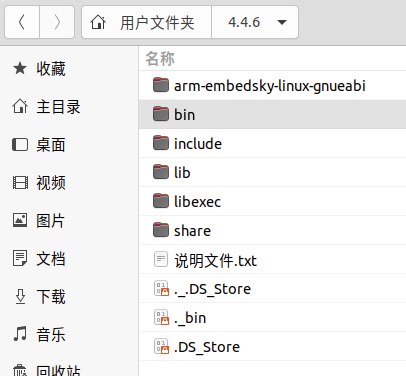 用户文件夹 4.4.6
收藏
主目录
桌面
视频
图片
文档
下载
音乐
回收站
名称
arm-embedsky-linux-gnueabi
bin
include
lib
libexec
share
说明文件.txt
._.DS_Store
._bin
.DS_Store